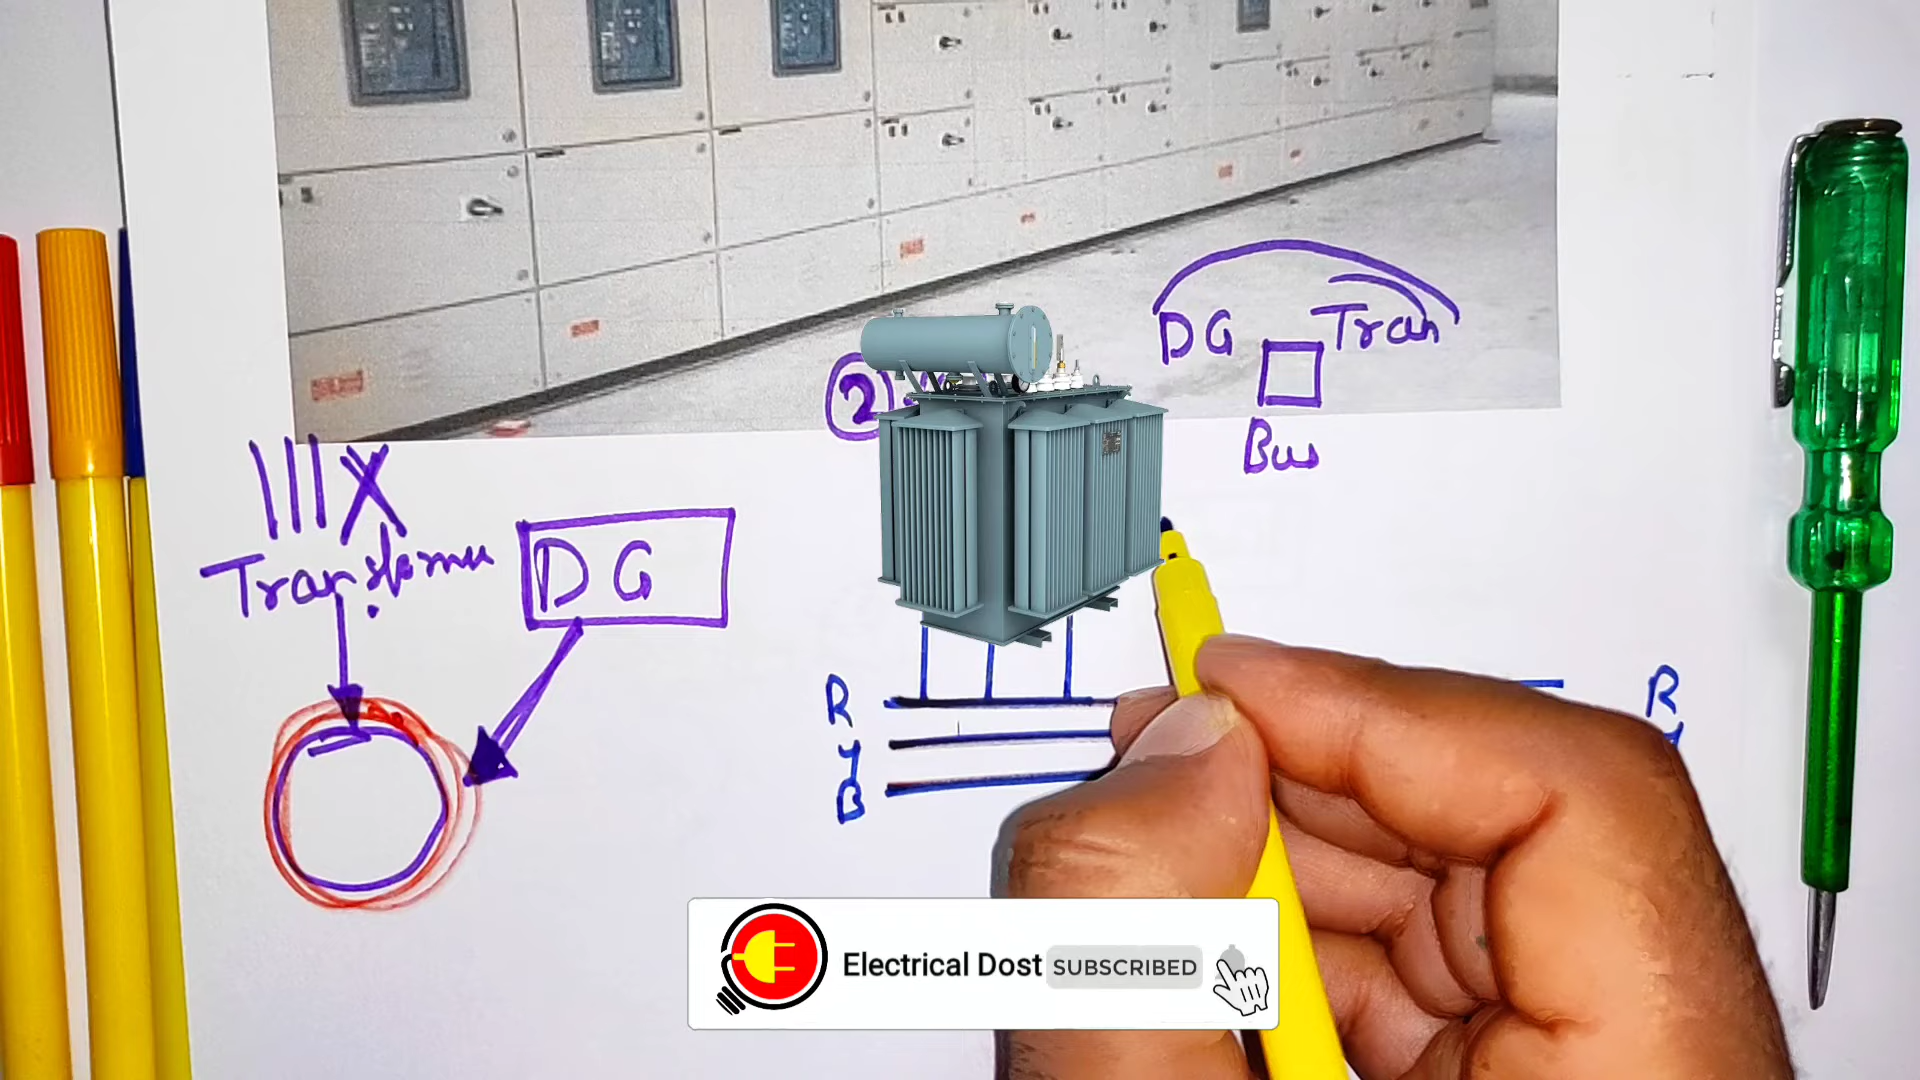 DG Tran
2
Bus
Transformer
DG
R
Y
B
R
Electrical Dost SUBSCRIBED